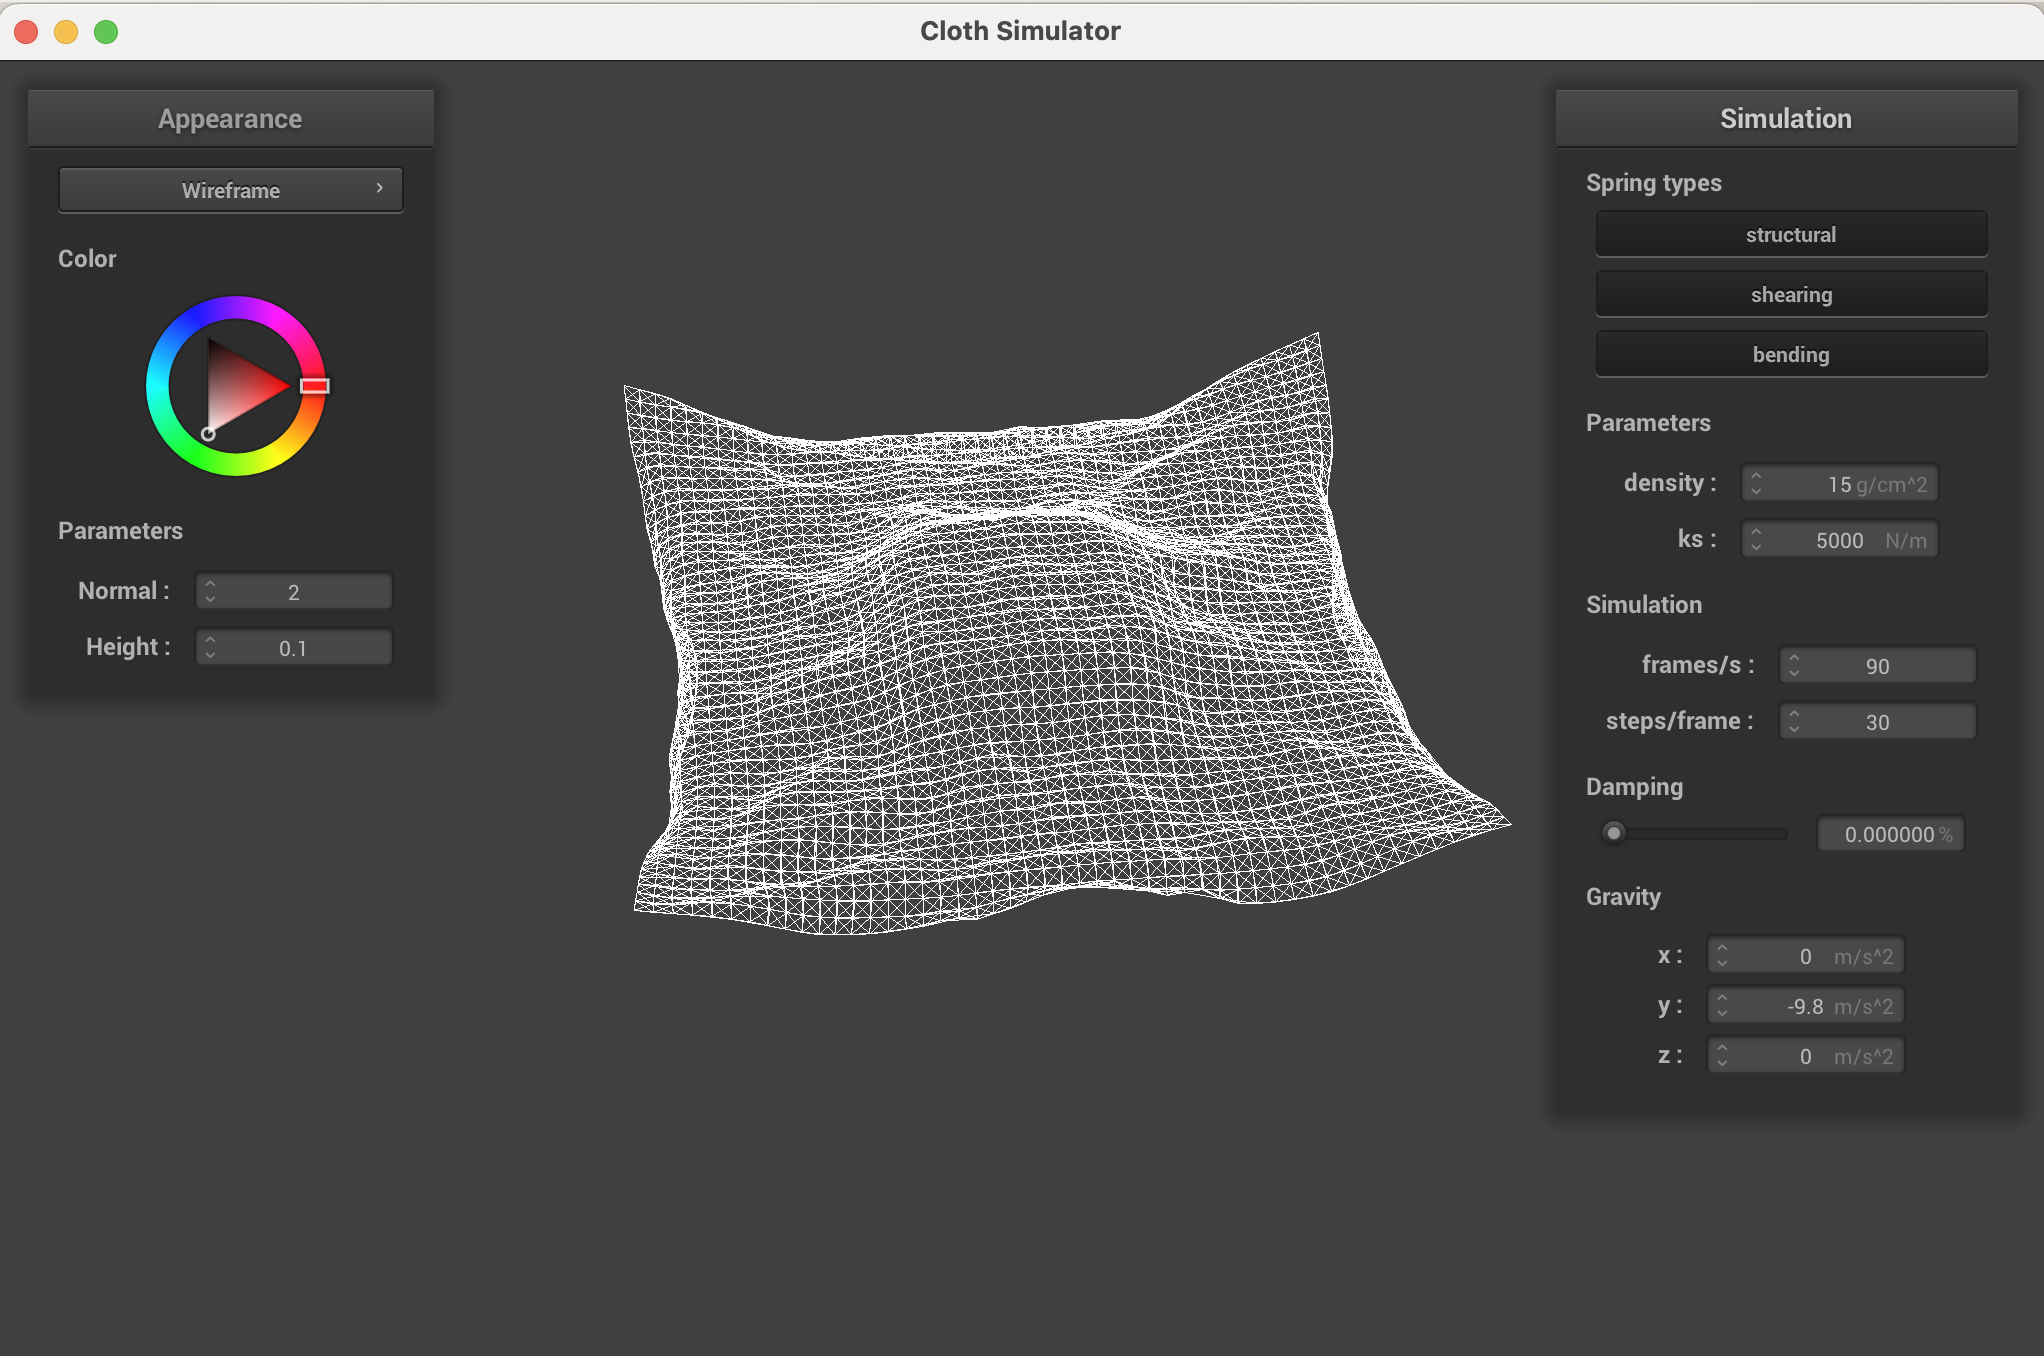 Cloth Simulator
Appearance
Wireframe
Color
Parameters
Normal : 2
Height : 0.1
Simulation
Spring types
structural
shearing
bending
Parameters
density : 15 g/cm^2
ks : 5000 N/m
Simulation
frames/s : 90
steps/frame : 30
Damping
0.000000 %
Gravity
x : 0 m/s^2
y : -9.8 m/s^2
z : 0 m/s^2